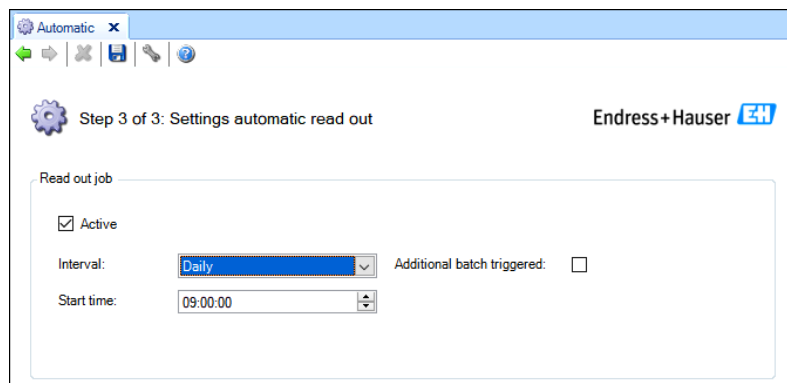 Automatic
Step 3 of 3: Settings automatic read out
Endress+Hauser EH
Read out job
Active
Interval: Daily Additional batch triggered:
Start time: 09:00:00